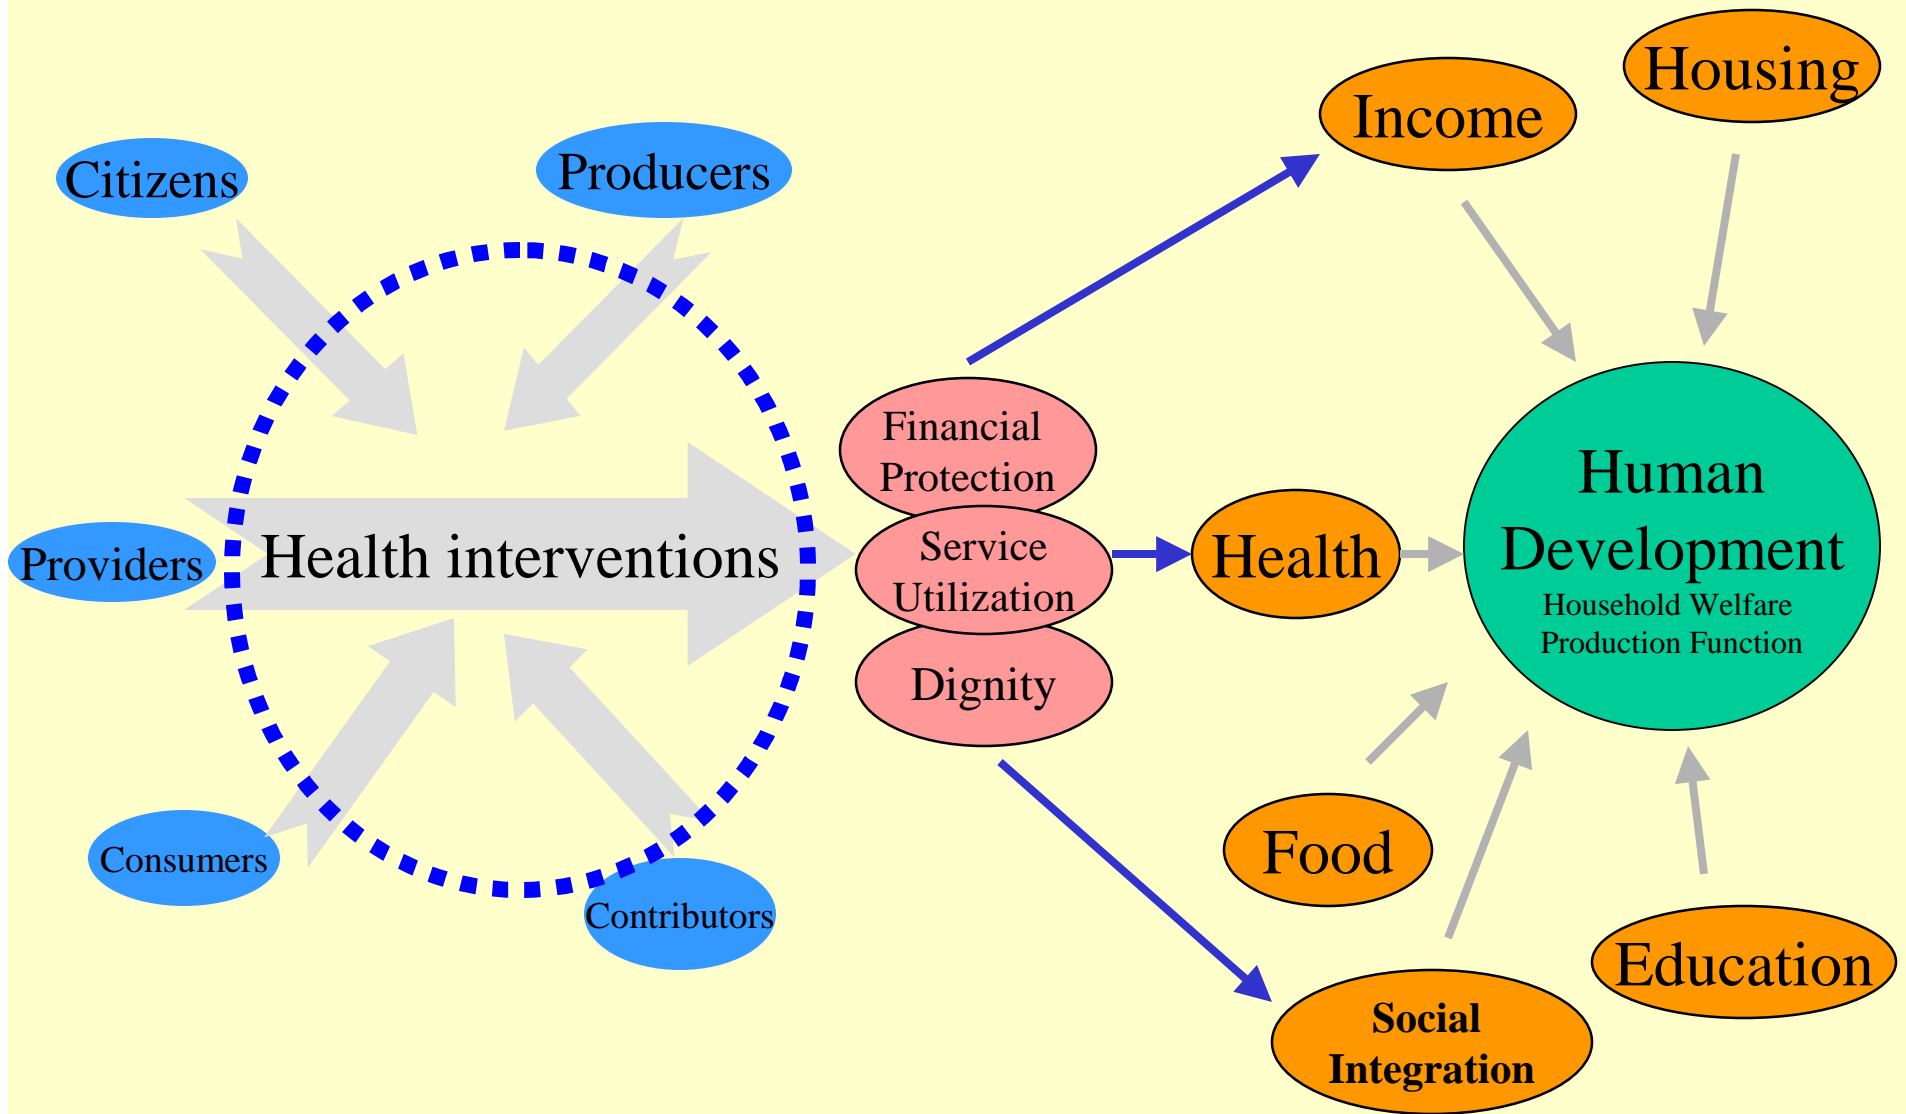 Housing
Income
Citizens
Producers
Financial
Protection
Human
Development
Household Welfare
Production Function
Providers
Health interventions
Service
Utilization
Health
Dignity
Consumers
Contributors
Food
Education
Social
Integration